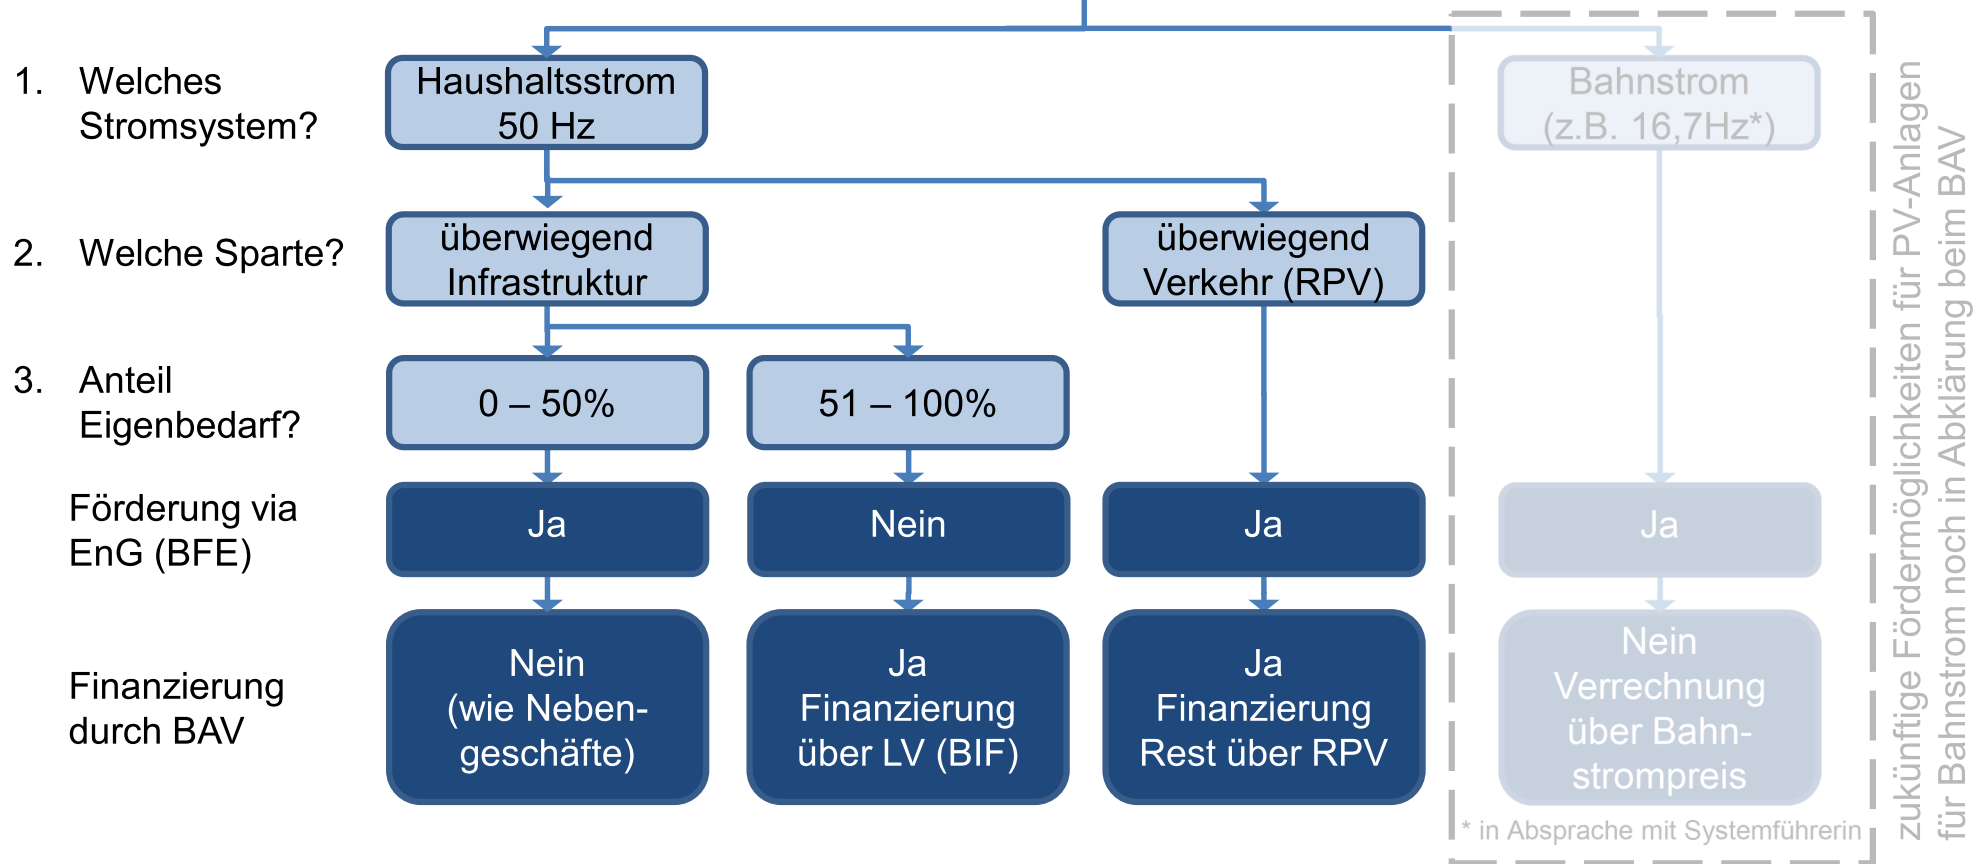 1. Welches
Stromsystem?
Haushaltsstrom
50 Hz
Bahnstrom
(z.B. 16,7Hz*)
2. Welche Sparte?
überwiegend
Infrastruktur
überwiegend
Verkehr (RPV)
3. Anteil
Eigenbedarf?
0 – 50%
51 – 100%
Förderung via
EnG (BFE)
Ja
Nein
Ja
Ja
Finanzierung
durch BAV
Nein
(wie Neben-
geschäfte)
Ja
Finanzierung
über LV (BIF)
Ja
Finanzierung
Rest über RPV
Nein
Verrechnung
über Bahn-
strompreis
* in Absprache mit Systemführerin
zukünftige Fördermöglichkeiten für PV-Anlagen
für Bahnstrom noch in Abklärung beim BAV